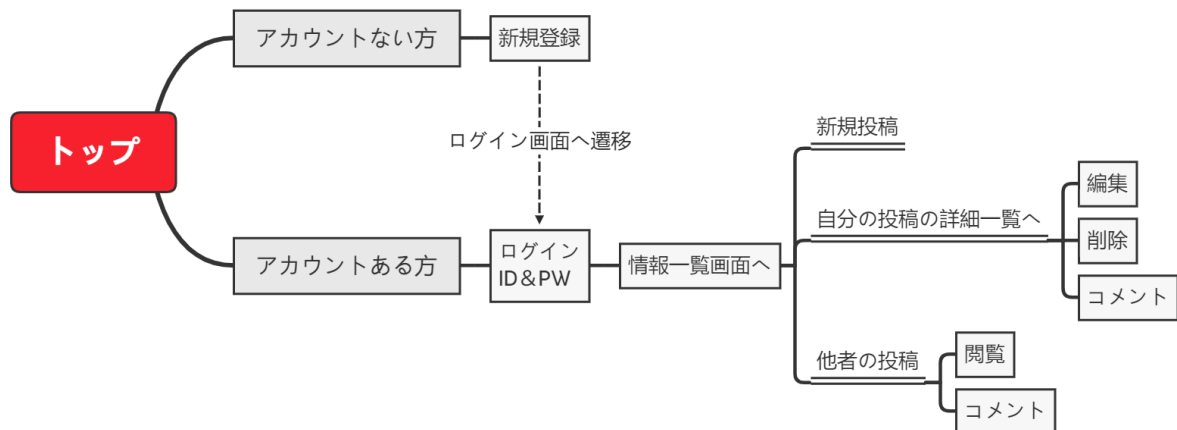 トップ
アカウントない方
新規登録
ログイン画面へ遷移
アカウントある方
ログイン
ID＆PW
情報一覧画面へ
新規投稿
自分の投稿の詳細一覧へ
編集
削除
コメント
他者の投稿
閲覧
コメント